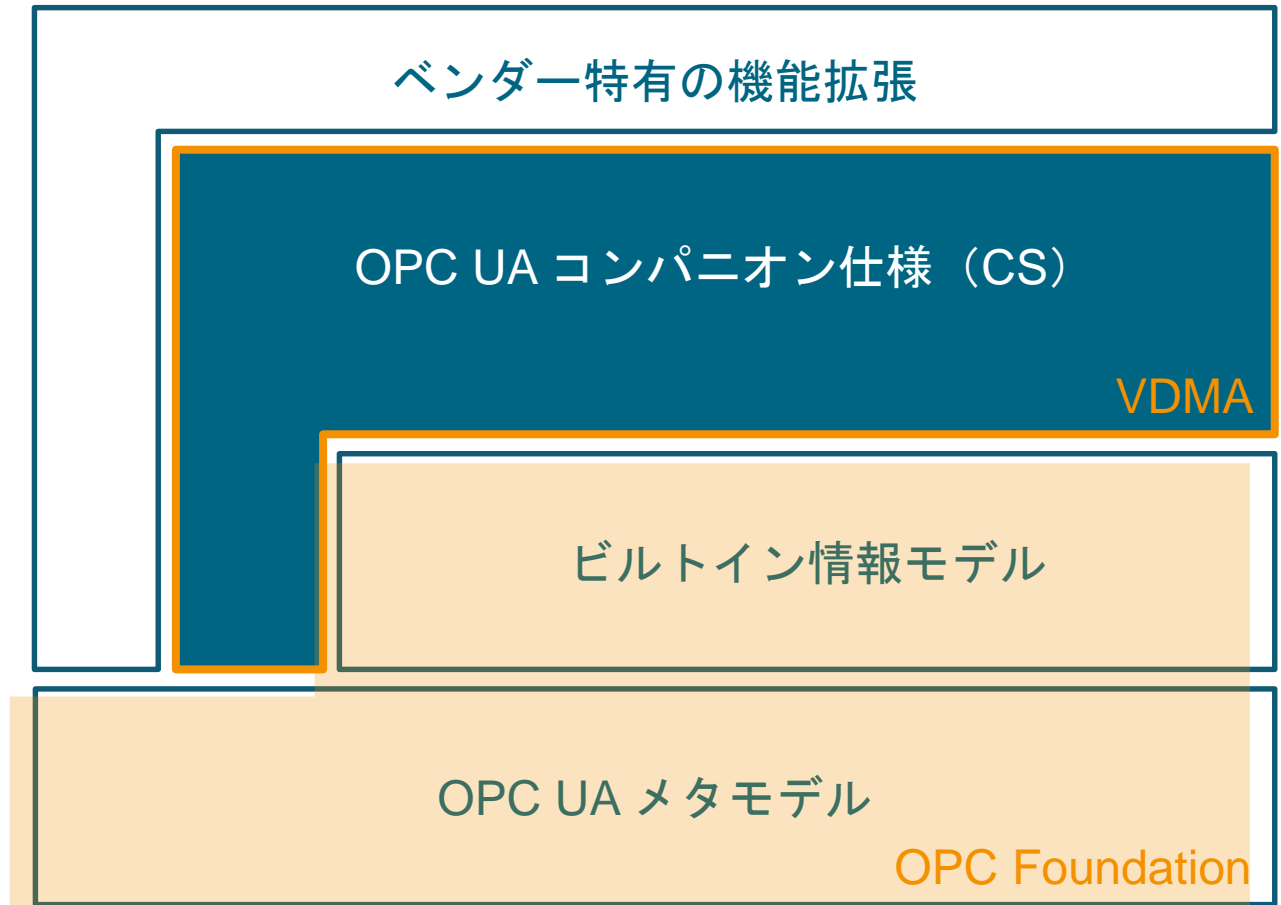 ベンダー特有の機能拡張
OPC UA コンパニオン仕様（CS）
VDMA
ビルトイン情報モデル
OPC UA メタモデル
OPC Foundation